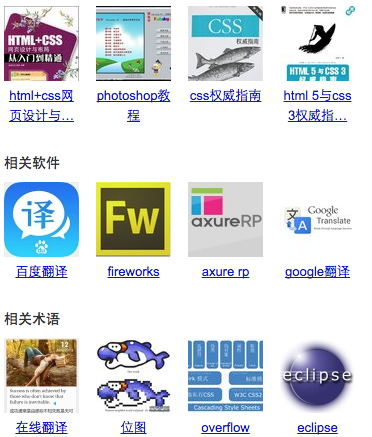 HTML+CSS
网页设计与布局
从入门到精通
CSS
权威指南
HTML 5与CSS 3
权威指南
html+css网
页设计与…
photoshop教
程
css权威指南
html 5与css
3权威指…
相关软件
译
Fw
axureRP
文
A
Google
Translate
百度翻译
fireworks
axure rp
google翻译
相关术语
12
Success is often achieved by
those who don't know that
failure is inevitable.
W3C CSS2
Cascading Style Sheets
eclipse
在线翻译
位图
overflow
eclipse